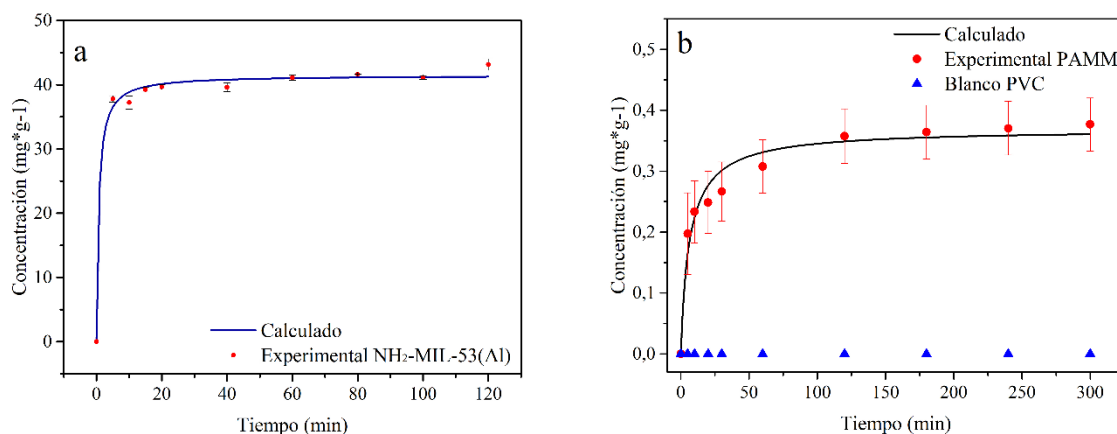 a
50
40
30
20
10
0
Concentración (mg*g-1)
Calculado
Experimental NH₂-MIL-53(Al)
0 20 40 60 80 100 120
Tiempo (min)
b
0,5
0,4
0,3
0,2
0,1
0,0
Concentración (mg*g-1)
Calculado
Experimental PAMM
Blanco PVC
0 50 100 150 200 250 300
Tiempo (min)